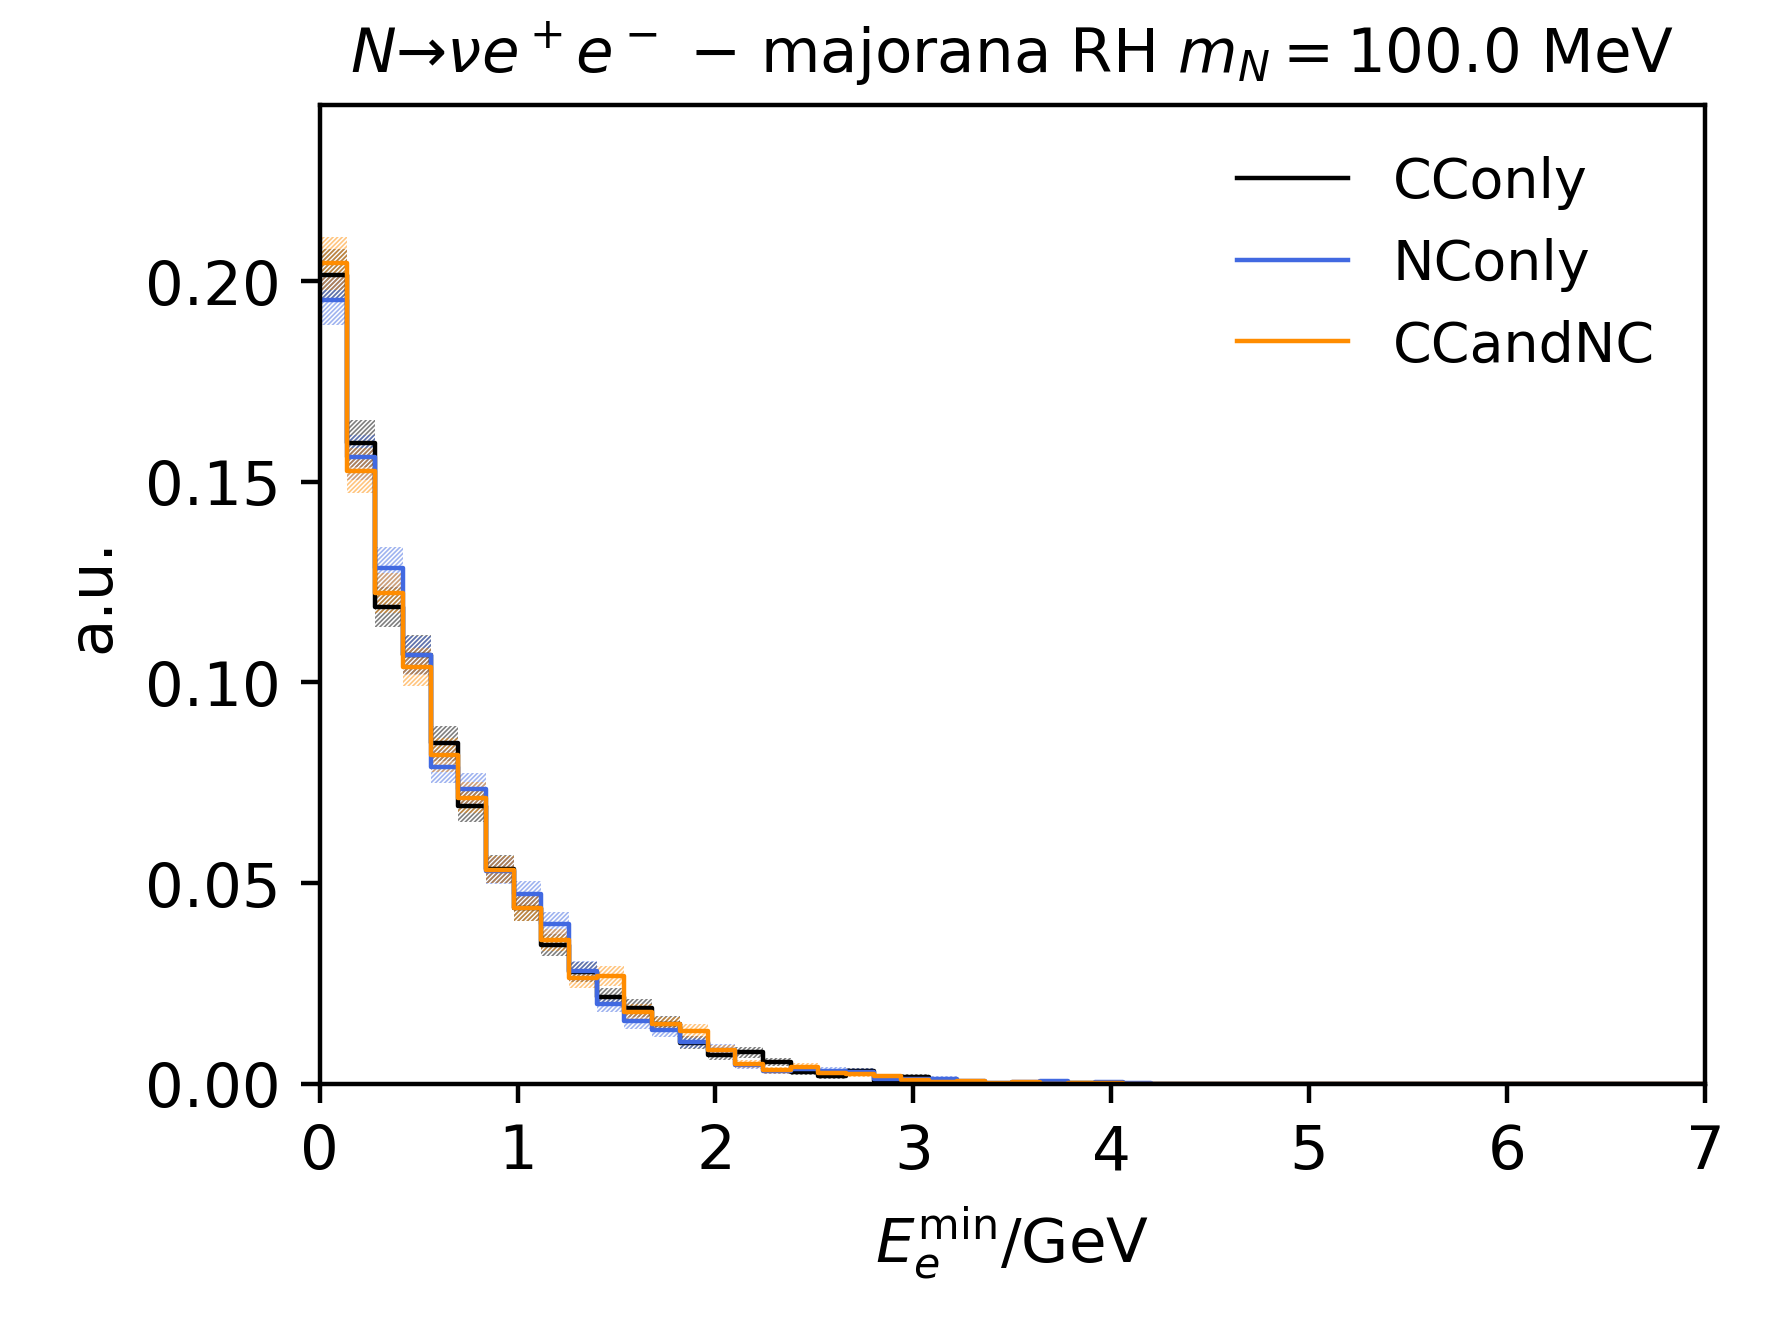 N→νe⁺e⁻ − majorana RH m_N = 100.0 MeV
CConly
NConly
CCandNC
0.20
0.15
0.10
0.05
0.00
a.u.
0 1 2 3 4 5 6 7
E_e^min/GeV